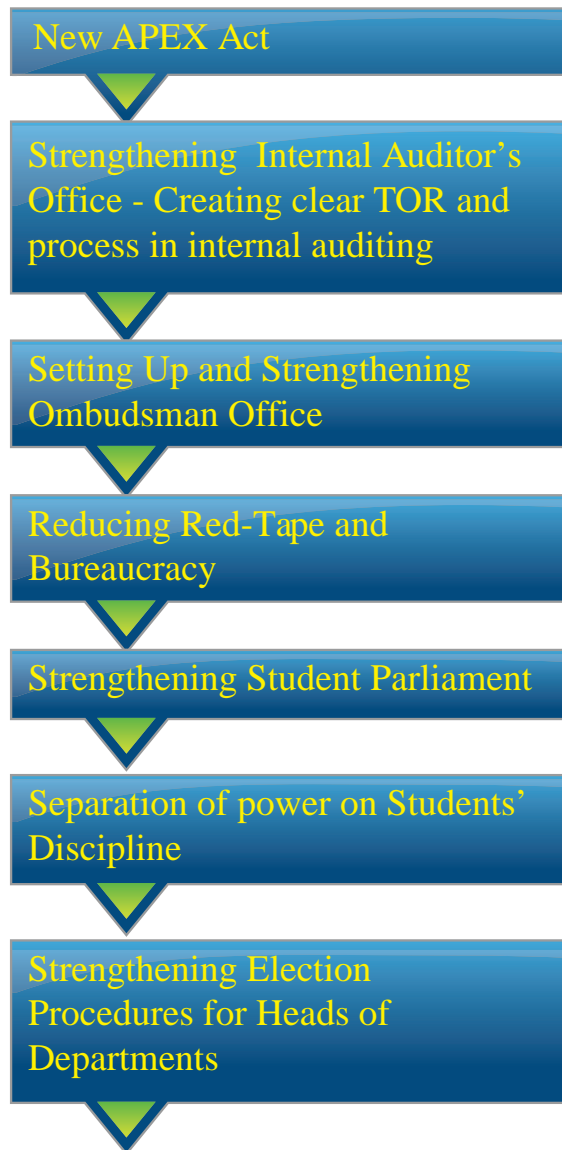 New APEX Act
Strengthening Internal Auditor's
Office - Creating clear TOR and
process in internal auditing
Setting Up and Strengthening
Ombudsman Office
Reducing Red-Tape and
Bureaucracy
Strengthening Student Parliament
Separation of power on Students'
Discipline
Strengthening Election
Procedures for Heads of
Departments